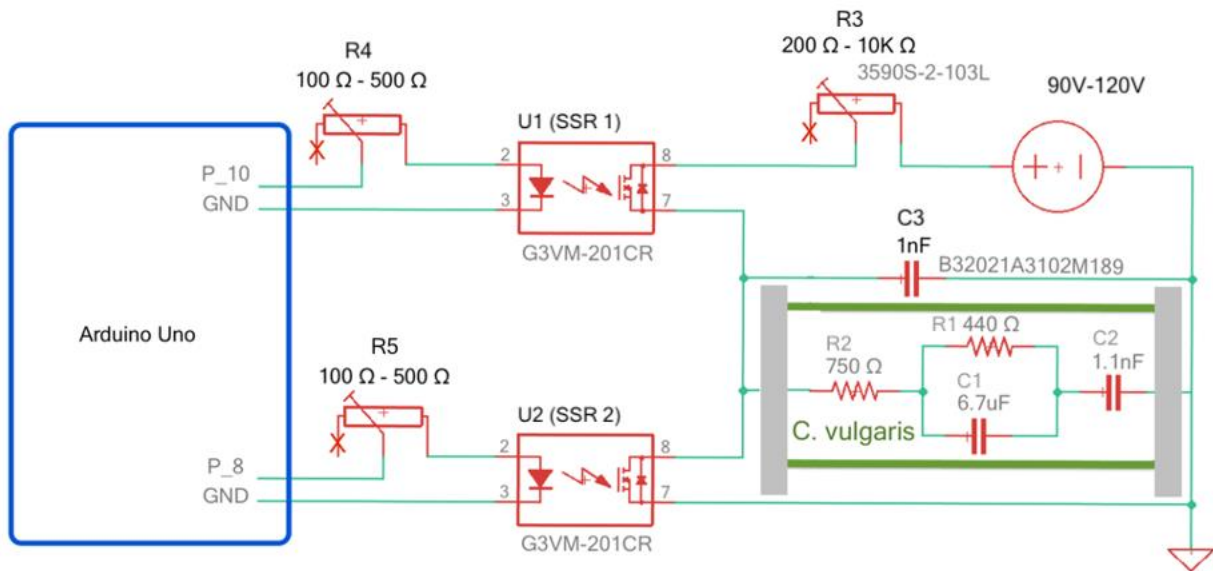 R3
200 Ω - 10K Ω
3590S-2-103L
90V-120V
R4
100 Ω - 500 Ω
U1 (SSR 1)
2
8
P_10
GND
3
7
G3VM-201CR
C3
1nF
B32021A3102M189
Arduino Uno
R1 440 Ω
R2
750 Ω
C2
1.1nF
C1
6.7uF
C. vulgaris
R5
100 Ω - 500 Ω
U2 (SSR 2)
2
8
P_8
GND
3
7
G3VM-201CR